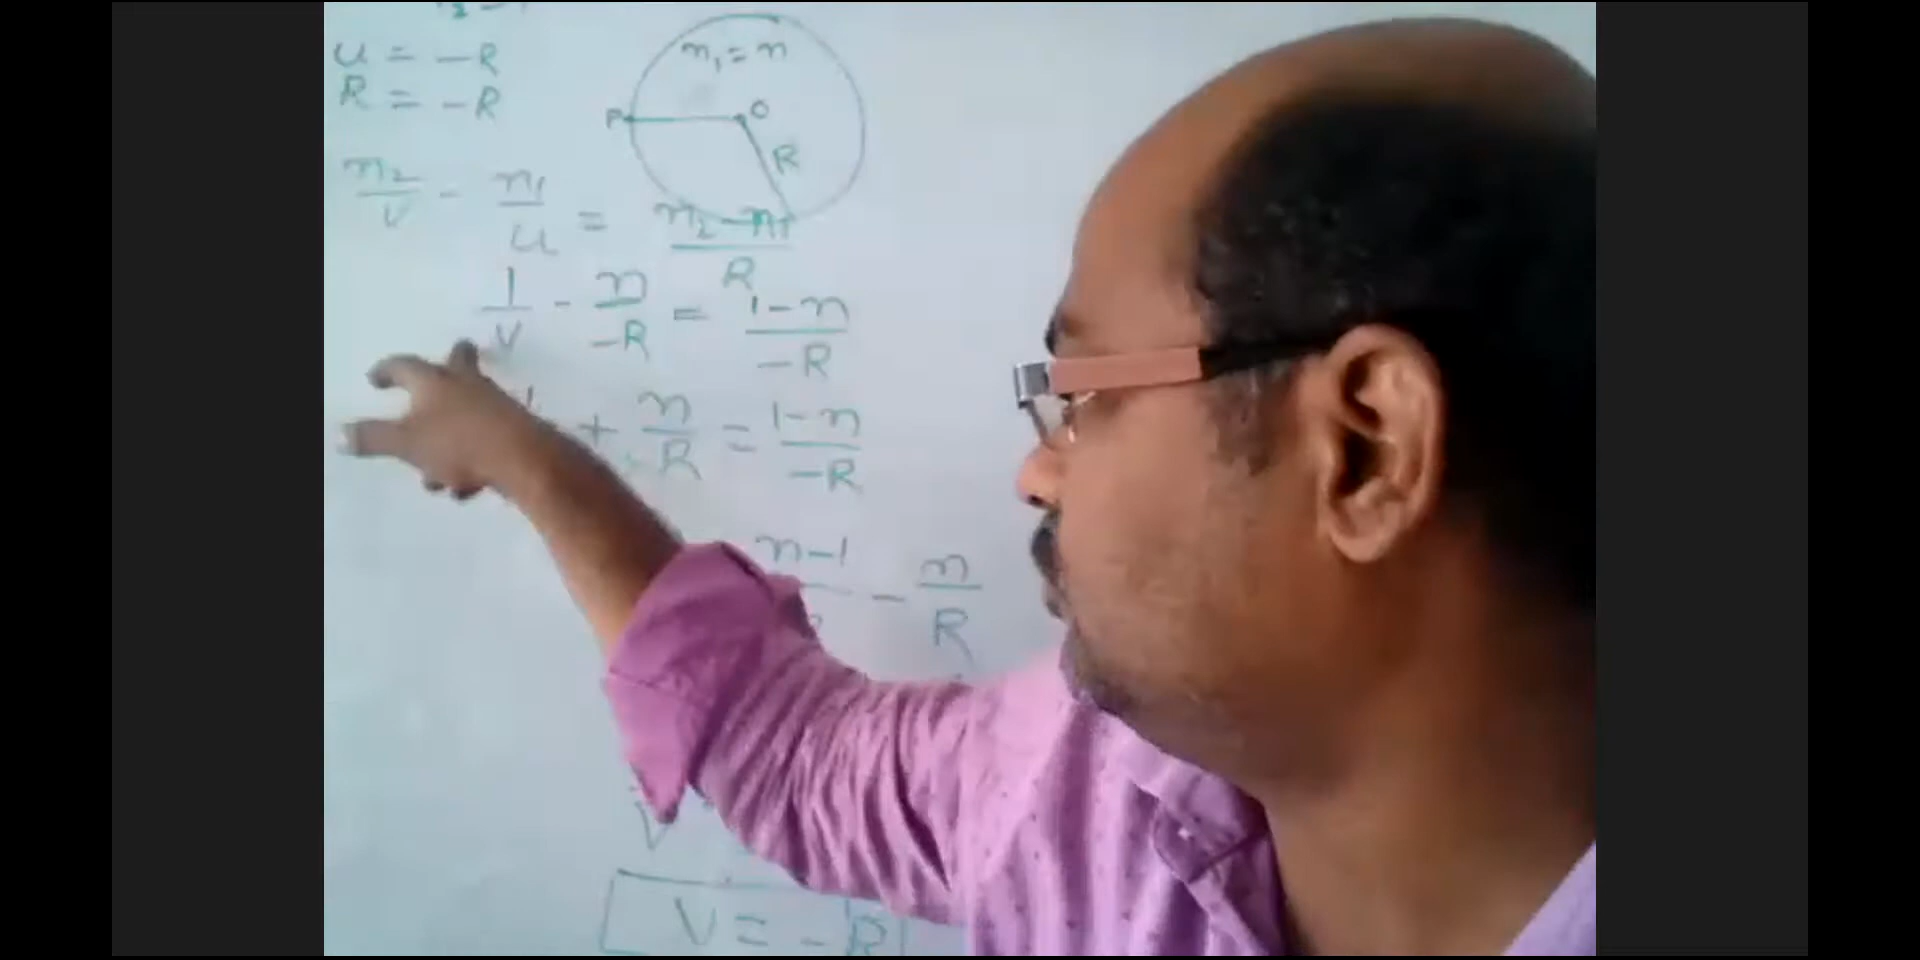 u = -R
R = -R
n₁ = n
P O
R
n₂/v - n₁/u = n₂-n₁/R
1/v - n/-R = 1-n/-R
+ n/R = 1-n/-R
n-1 - n/R
V
V = -R